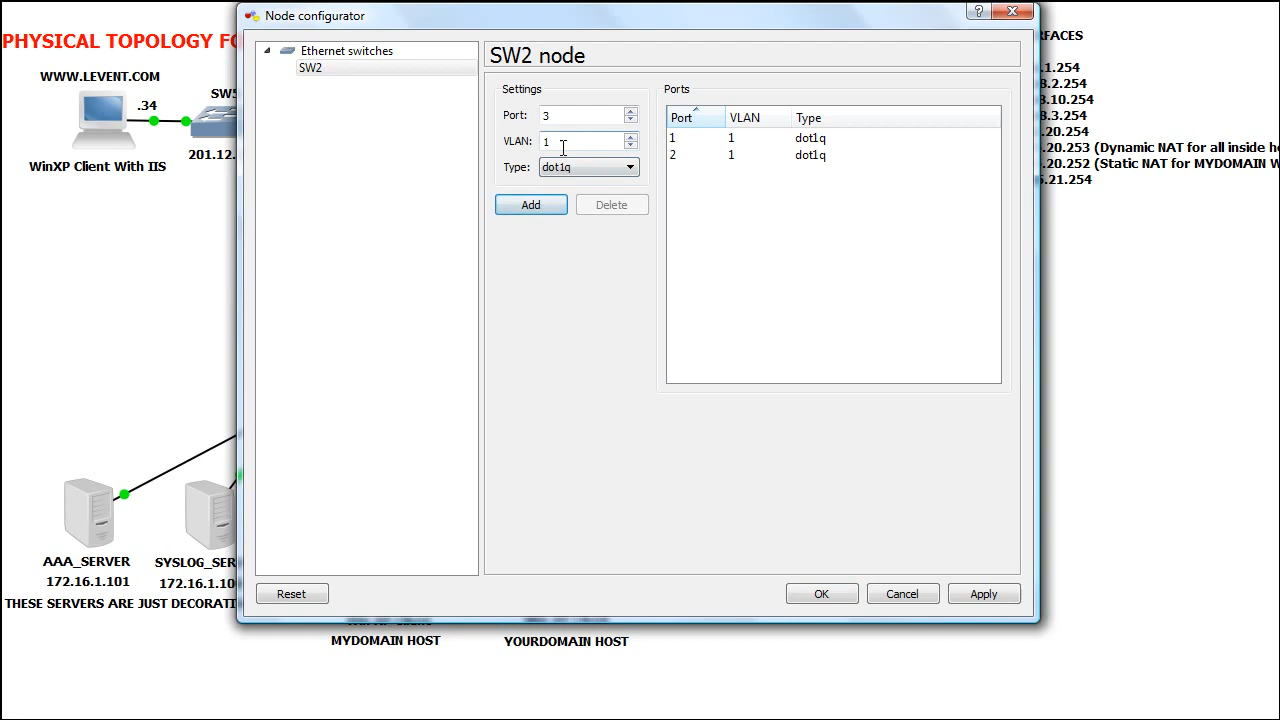 Node configurator
?
PHYSICAL TOPOLOGY FO
WWW.LEVENT.COM
.34
SW5
201.12.
WinXP Client With IIS
Ethernet switches
SW2
SW2 node
Settings
Port: 3
VLAN: 1
Type: dot1q
Add Delete
Ports
Port VLAN Type
1 1 dot1q
2 1 dot1q
RFACES
.1.254
8.2.254
.10.254
8.3.254
.20.254
.20.253 (Dynamic NAT for all inside h
.20.252 (Static NAT for MYDOMAIN W
5.21.254
AAA_SERVER
172.16.1.101
SYSLOG_SER
172.16.1.10
THESE SERVERS ARE JUST DECORATI
Reset OK Cancel Apply
MYDOMAIN HOST
YOURDOMAIN HOST